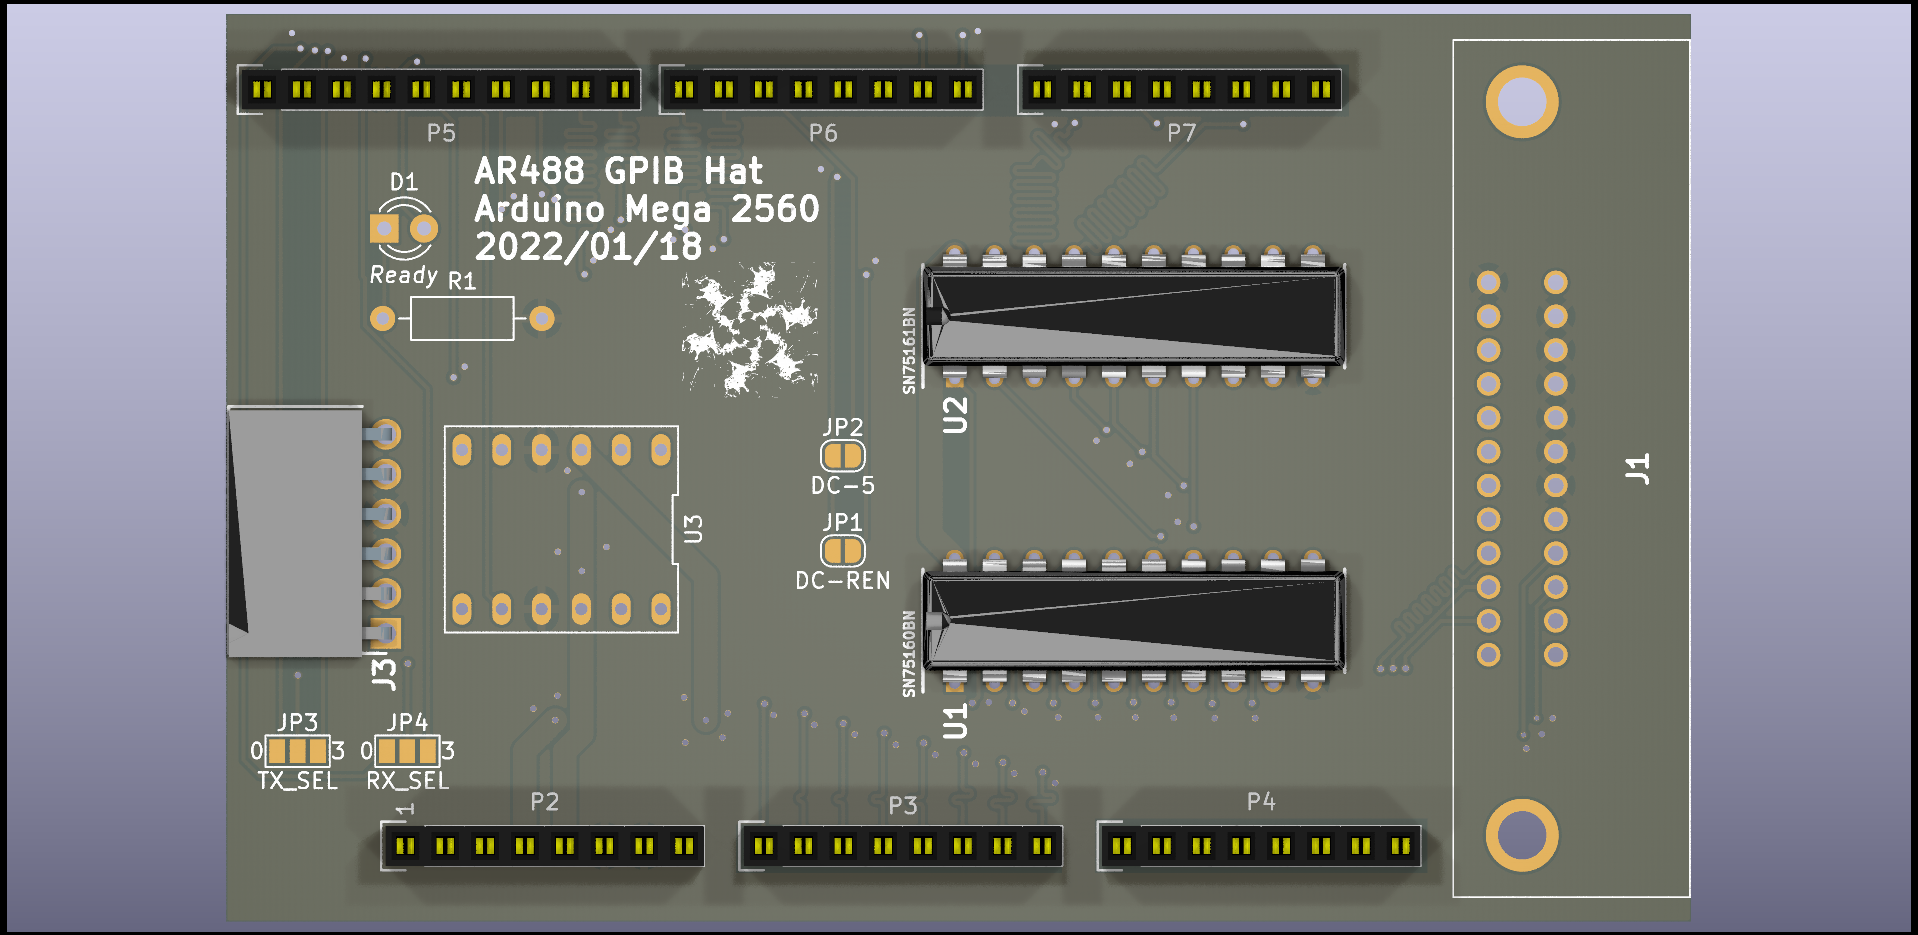 P5
P6
P7
AR488 GPIB Hat
Arduino Mega 2560
2022/01/18
D1
Ready
R1
SN75161BN
U2
JP2
DC-5
JP1
DC-REN
U3
J1
J3
SN75160BN
U1
JP3
0 3
TX_SEL
JP4
0 3
RX_SEL
1
P2
P3
P4